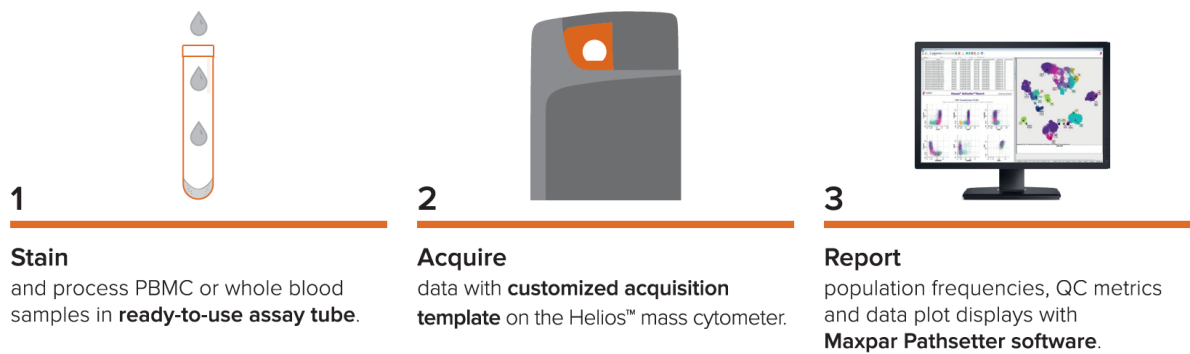 1
Stain
and process PBMC or whole blood
samples in ready-to-use assay tube.
2
Acquire
data with customized acquisition
template on the Helios™ mass cytometer.
3
Report
population frequencies, QC metrics
and data plot displays with
Maxpar Pathsetter software.